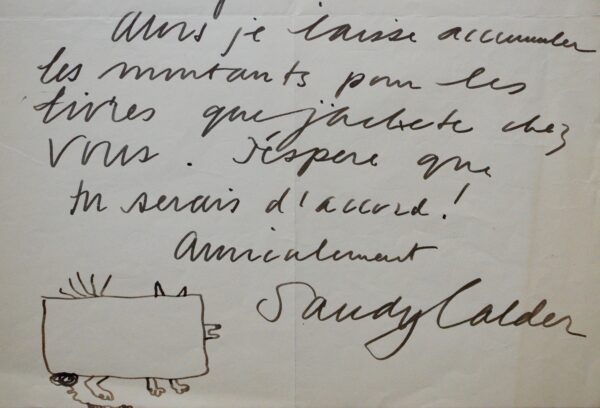 Alors je laisse accumuler
les montants pour les
livres que j'achete chez
Vous. J'éspere que
tu serais d'accord!
Amicalement
Sandy Calder